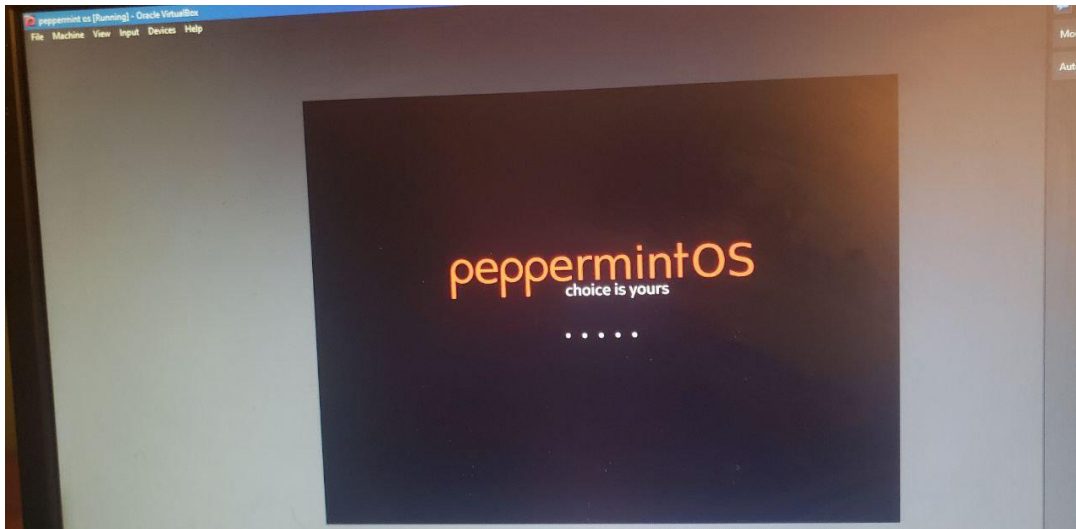 peppermint os [Running] - Oracle VirtualBox
File Machine View Input Devices Help
peppermintOS
choice is yours